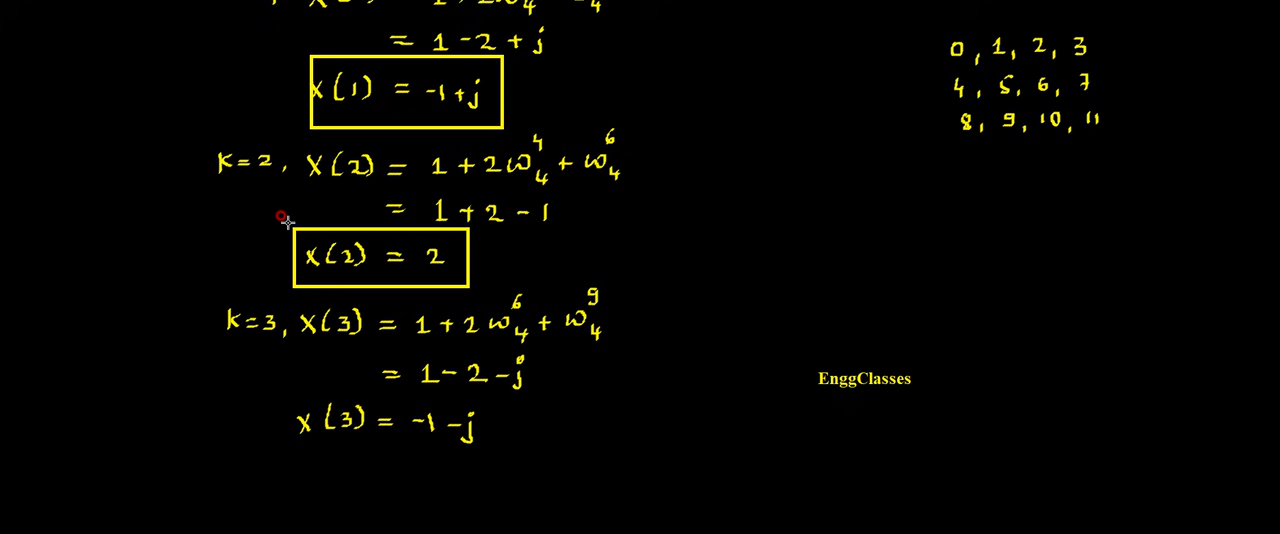 = 1 - 2 + j
X(1) = -1 + j
K=2, X(2) = 1 + 2ω₄⁴ + ω₄⁶
= 1 + 2 - 1
X(2) = 2
K=3, X(3) = 1 + 2ω₄⁶ + ω₄⁹
= 1 - 2 - j
X(3) = -1 - j
0, 1, 2, 3
4, 5, 6, 7
8, 9, 10, 11
EnggClasses